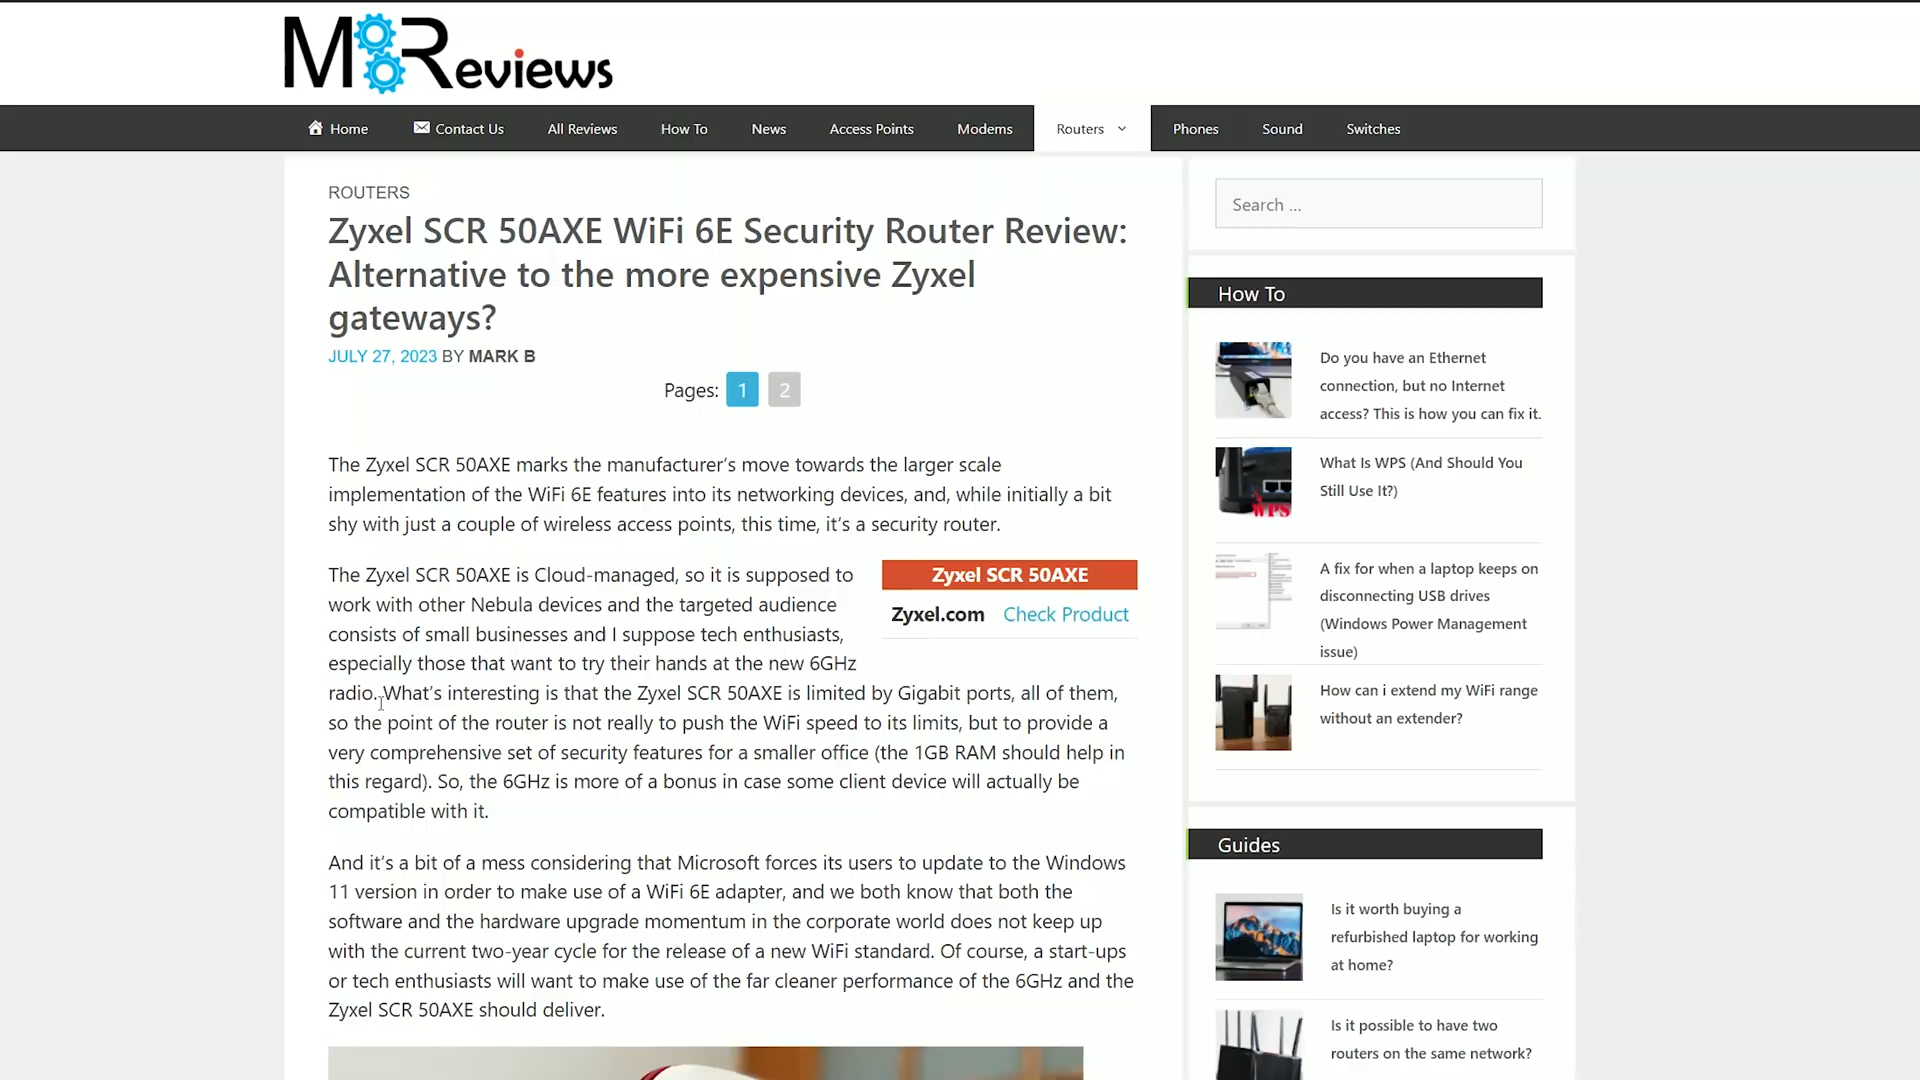 MR Reviews
Home
Contact Us
All Reviews
How To
News
Access Points
Modems
Routers
Phones
Sound
Switches
ROUTERS
Zyxel SCR 50AXE WiFi 6E Security Router Review:
Alternative to the more expensive Zyxel
gateways?
JULY 27, 2023 BY MARK B
Pages: 1 2
The Zyxel SCR 50AXE marks the manufacturer’s move towards the larger scale
implementation of the WiFi 6E features into its networking devices, and, while initially a bit
shy with just a couple of wireless access points, this time, it’s a security router.
Zyxel SCR 50AXE
Zyxel.com Check Product
The Zyxel SCR 50AXE is Cloud-managed, so it is supposed to
work with other Nebula devices and the targeted audience
consists of small businesses and I suppose tech enthusiasts,
especially those that want to try their hands at the new 6GHz
radio. What’s interesting is that the Zyxel SCR 50AXE is limited by Gigabit ports, all of them,
so the point of the router is not really to push the WiFi speed to its limits, but to provide a
very comprehensive set of security features for a smaller office (the 1GB RAM should help in
this regard). So, the 6GHz is more of a bonus in case some client device will actually be
compatible with it.
And it’s a bit of a mess considering that Microsoft forces its users to update to the Windows
11 version in order to make use of a WiFi 6E adapter, and we both know that both the
software and the hardware upgrade momentum in the corporate world does not keep up
with the current two-year cycle for the release of a new WiFi standard. Of course, a start-ups
or tech enthusiasts will want to make use of the far cleaner performance of the 6GHz and the
Zyxel SCR 50AXE should deliver.
Search ...
How To
Do you have an Ethernet
connection, but no Internet
access? This is how you can fix it.
WPS
What Is WPS (And Should You
Still Use It?)
A fix for when a laptop keeps on
disconnecting USB drives
(Windows Power Management
issue)
How can i extend my WiFi range
without an extender?
Guides
Is it worth buying a
refurbished laptop for working
at home?
Is it possible to have two
routers on the same network?